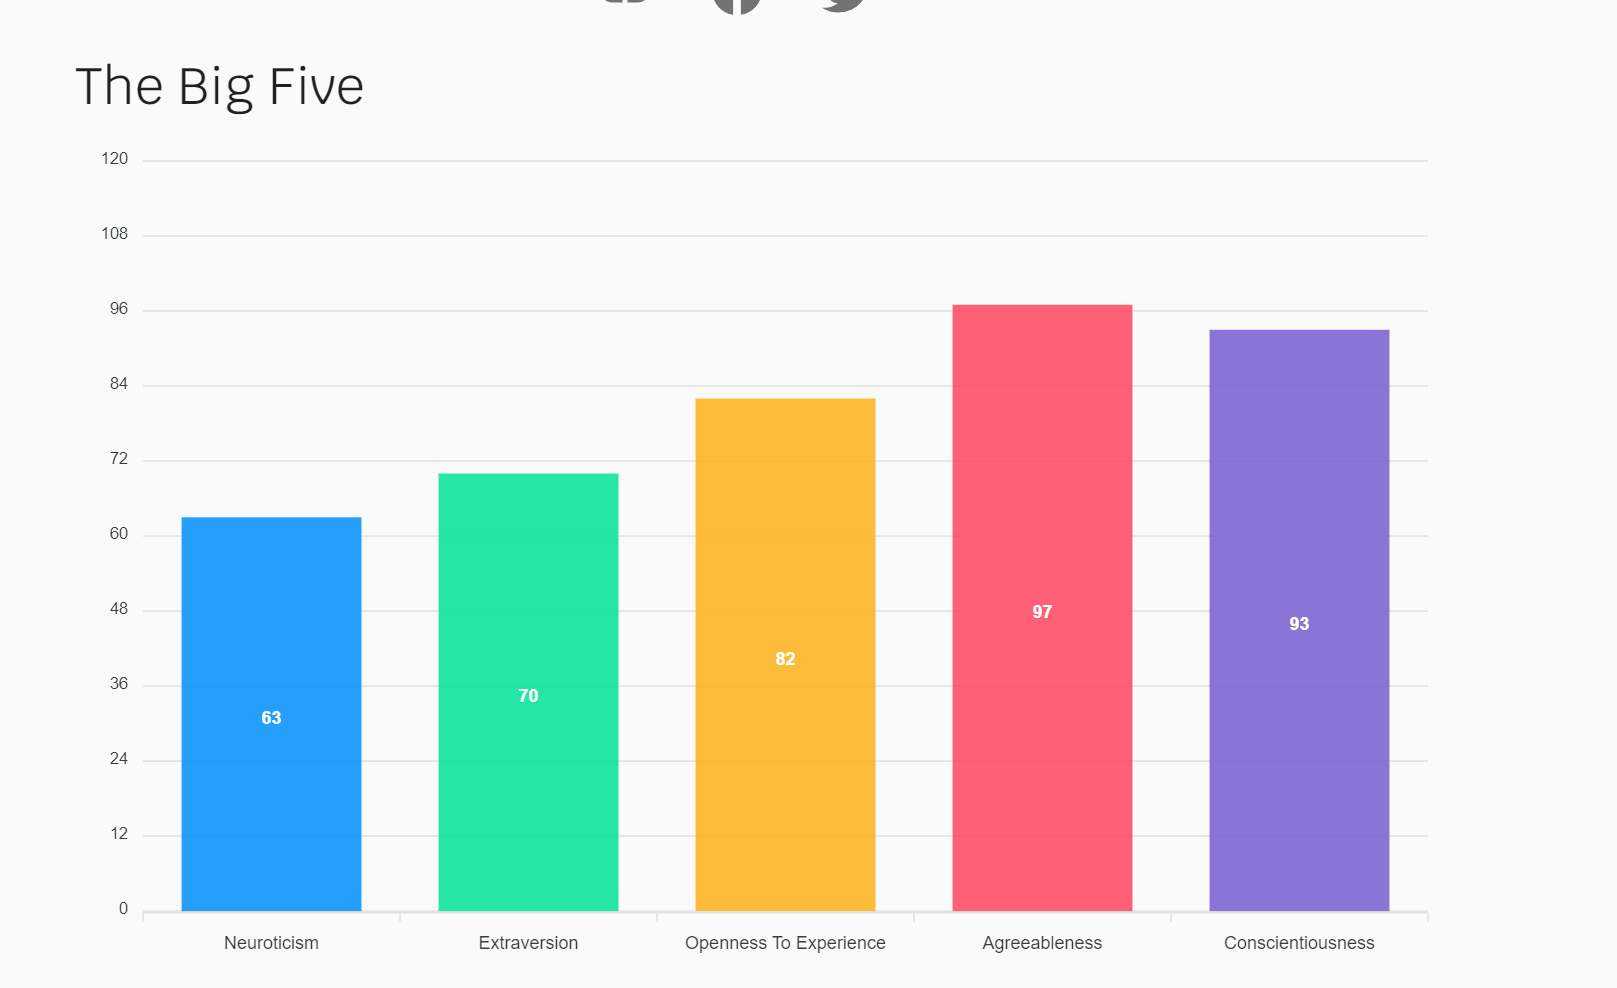 The Big Five
120
108
96
84
72
60
48
36
24
12
0
63
70
82
97
93
Neuroticism
Extraversion
Openness To Experience
Agreeableness
Conscientiousness